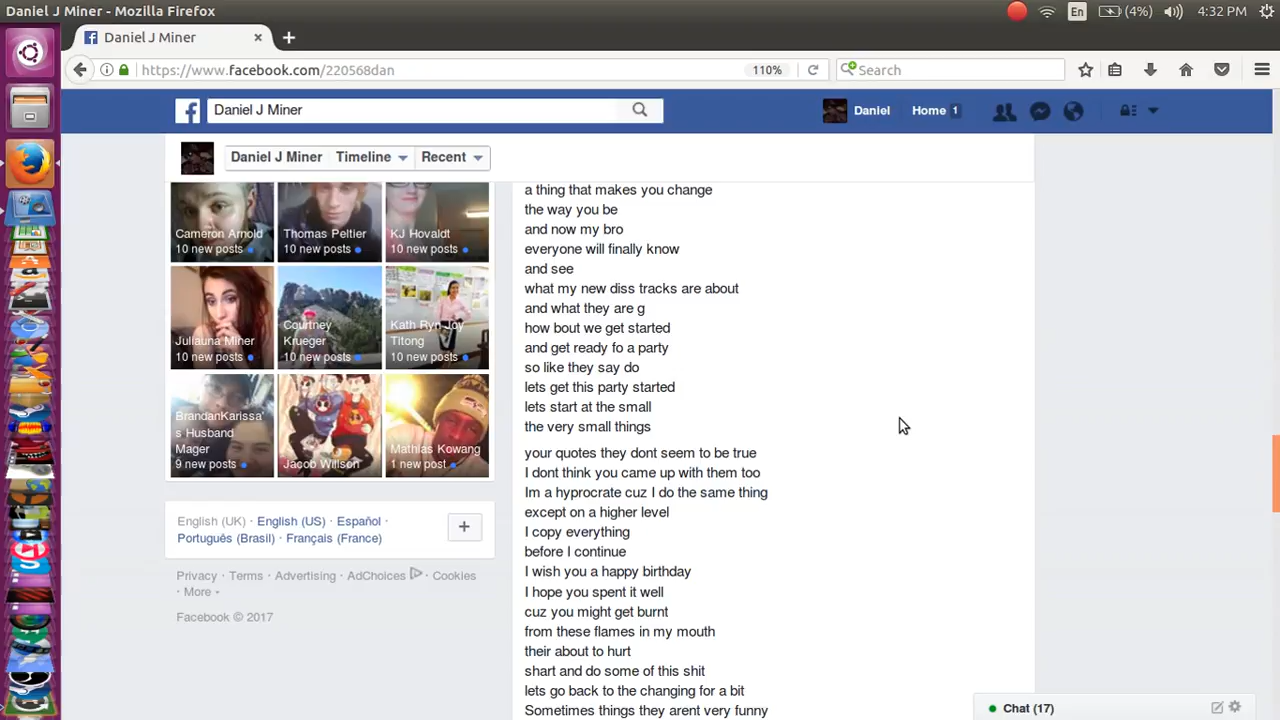 Daniel J Miner - Mozilla Firefox
En
(4%)
4:32 PM
Daniel J Miner
https://www.facebook.com/220568dan
110%
Search
Daniel J Miner
Daniel
Home 1
Daniel J Miner
Timeline
Recent
Cameron Arnold
10 new posts
Thomas Peltier
10 new posts
KJ Hovaldt
10 new posts
Juliauna Miner
10 new posts
Courtney
Krueger
10 new posts
Kath Ryn Joy
Titong
10 new posts
BrandanKarissa'
s Husband
Mager
9 new posts
Jacob Willson
Mathias Kowang
1 new post
English (UK) · English (US) · Español ·
Português (Brasil) · Français (France)
Privacy · Terms · Advertising · AdChoices · Cookies
· More
Facebook © 2017
a thing that makes you change
the way you be
and now my bro
everyone will finally know
and see
what my new diss tracks are about
and what they are g
how bout we get started
and get ready fo a party
so like they say do
lets get this party started
lets start at the small
the very small things
your quotes they dont seem to be true
I dont think you came up with them too
Im a hyprocrate cuz I do the same thing
except on a higher level
I copy everything
before I continue
I wish you a happy birthday
I hope you spent it well
cuz you might get burnt
from these flames in my mouth
their about to hurt
shart and do some of this shit
lets go back to the changing for a bit
Sometimes things they arent very funny
Chat (17)